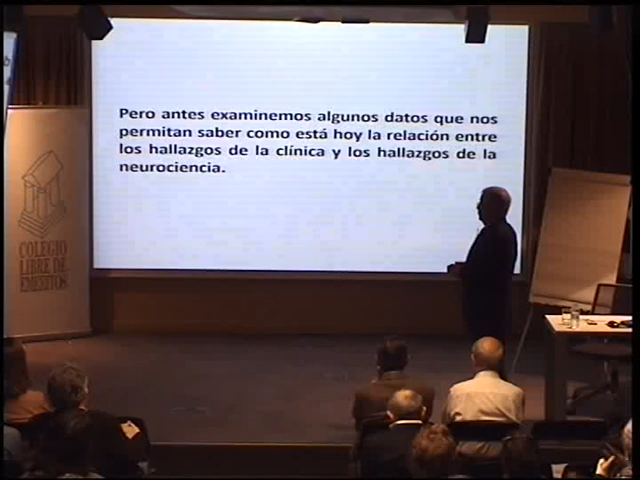 Pero antes examinemos algunos datos que nos
permitan saber como está hoy la relación entre
los hallazgos de la clínica y los hallazgos de la
neurociencia.
COLEGIO
LIBRE DE
EMERITOS